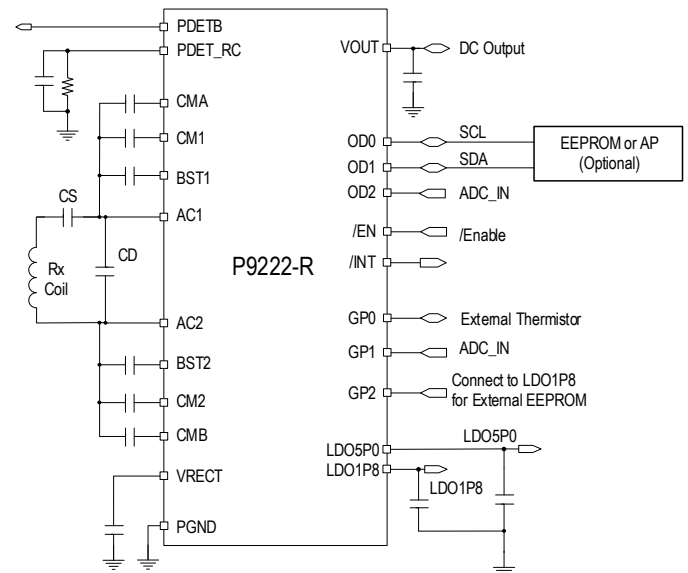 PDETB
PDET_RC
CMA
CM1
BST1
CS
AC1
CD
Rx
Coil
AC2
BST2
CM2
CMB
VRECT
PGND
P9222-R
VOUT
DC Output
OD0
SCL
OD1
SDA
EEPROM or AP
(Optional)
OD2
ADC_IN
/EN
/Enable
/INT
GP0
External Thermistor
GP1
ADC_IN
GP2
Connect to LDO1P8
for External EEPROM
LDO5P0
LDO5P0
LDO1P8
LDO1P8